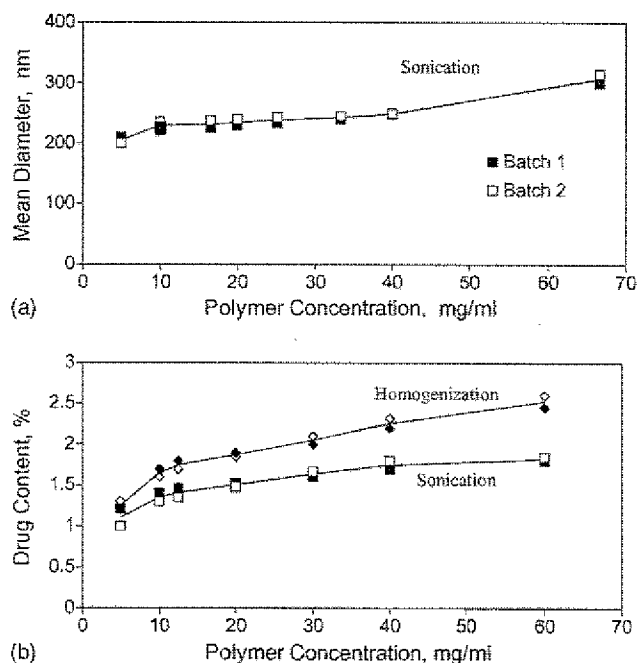 400
300
200
100
0
Mean Diameter, nm
Sonication
Batch 1
Batch 2
0 10 20 30 40 50 60 70
(a)
Polymer Concentration, mg/ml
3
2.5
2
1.5
1
0.5
0
Drug Content, %
Homogenization
Sonication
0 10 20 30 40 50 60 70
(b)
Polymer Concentration, mg/ml